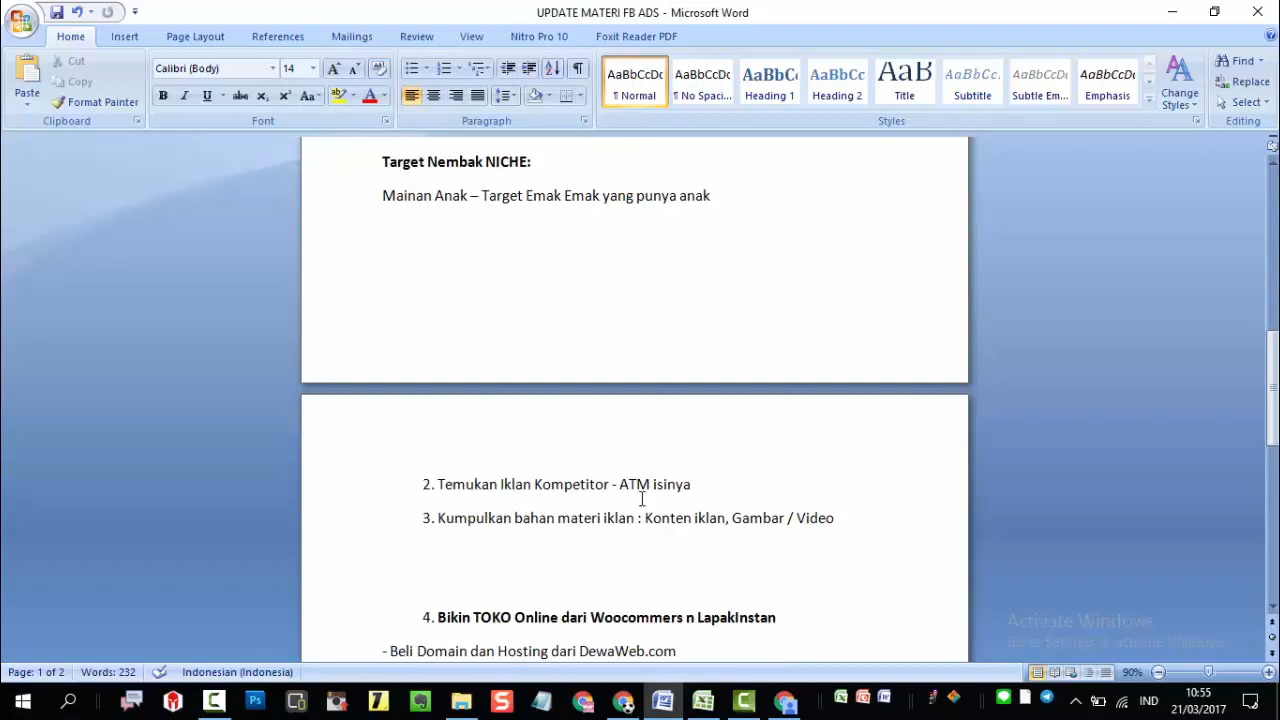 UPDATE MATERI FB ADS - Microsoft Word
Home Insert Page Layout References Mailings Review View Nitro Pro 10 Foxit Reader PDF
Paste
Cut
Copy
Format Painter
Clipboard
Calibri (Body) 14
Font
Paragraph
AaBbCcDc AaBbCcDc AaBbCc AaBbCc AaB AaBbCc. AaBbCcDc AaBbCcDc
¶ Normal ¶ No Spaci... Heading 1 Heading 2 Title Subtitle Subtle Em... Emphasis
Change Styles
Styles
Find
Replace
Select
Editing
Target Nembak NICHE:
Mainan Anak – Target Emak Emak yang punya anak
2. Temukan Iklan Kompetitor - ATM isinya
3. Kumpulkan bahan materi iklan : Konten iklan, Gambar / Video
4. Bikin TOKO Online dari Woocommers n LapakInstan
- Beli Domain dan Hosting dari DewaWeb.com
Activate Windows
Go to Settings to activate Windows.
Page: 1 of 2 Words: 232 Indonesian (Indonesia) 90%
IND 10:55
21/03/2017